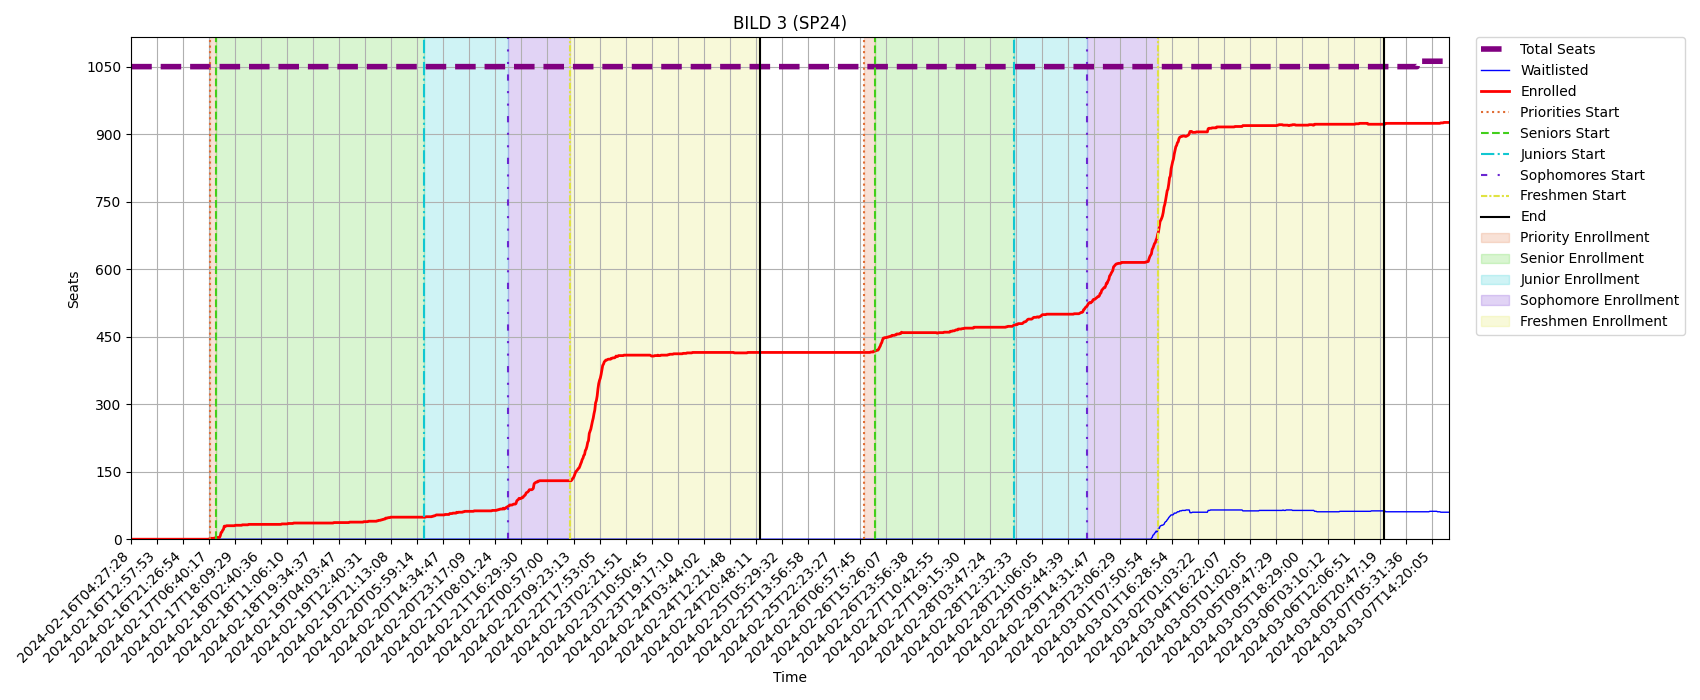 BILD 3 (SP24)
Seats
1050
900
750
600
450
300
150
0
2024-02-16T04:27:28
2024-02-16T12:57:53
2024-02-16T21:26:54
2024-02-17T06:40:17
2024-02-17T18:09:29
2024-02-18T02:40:36
2024-02-18T11:06:10
2024-02-18T19:34:37
2024-02-19T04:03:47
2024-02-19T12:40:31
2024-02-19T21:13:08
2024-02-20T05:59:14
2024-02-20T14:34:47
2024-02-20T23:17:09
2024-02-21T08:01:24
2024-02-21T16:29:30
2024-02-22T00:57:00
2024-02-22T09:23:13
2024-02-22T17:53:05
2024-02-23T02:21:51
2024-02-23T10:50:45
2024-02-23T19:17:10
2024-02-24T03:44:02
2024-02-24T12:21:48
2024-02-24T20:48:11
2024-02-25T05:29:32
2024-02-25T13:56:58
2024-02-25T22:23:27
2024-02-26T06:57:45
2024-02-26T15:26:07
2024-02-26T23:56:38
2024-02-27T10:42:55
2024-02-27T19:15:30
2024-02-28T03:47:24
2024-02-28T12:32:33
2024-02-28T21:06:05
2024-02-29T05:44:39
2024-02-29T14:31:47
2024-02-29T23:06:29
2024-03-01T07:50:54
2024-03-01T16:28:54
2024-03-02T01:03:22
2024-03-04T16:22:07
2024-03-05T01:02:05
2024-03-05T09:47:29
2024-03-05T18:29:00
2024-03-06T03:10:12
2024-03-06T12:06:51
2024-03-06T20:47:19
2024-03-07T05:31:36
2024-03-07T14:20:05
Time
Total Seats
Waitlisted
Enrolled
Priorities Start
Seniors Start
Juniors Start
Sophomores Start
Freshmen Start
End
Priority Enrollment
Senior Enrollment
Junior Enrollment
Sophomore Enrollment
Freshmen Enrollment